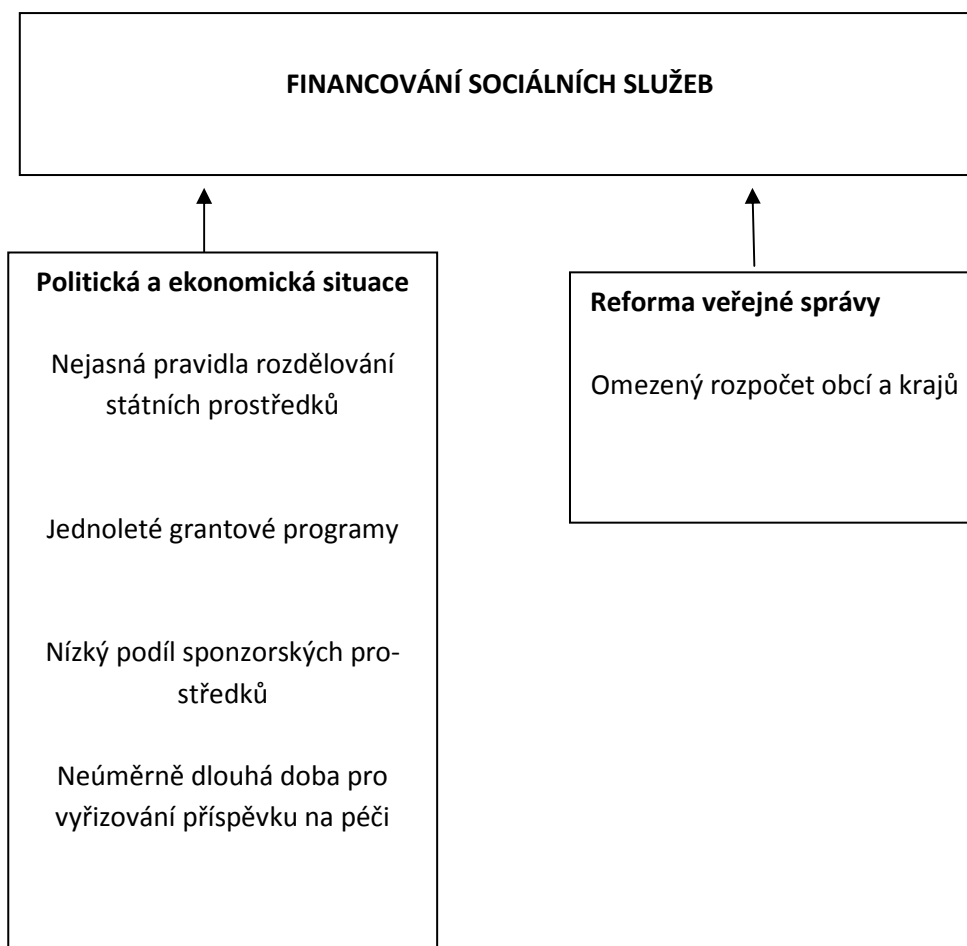 FINANCOVÁNÍ SOCIÁLNÍCH SLUŽEB
Politická a ekonomická situace
Nejasná pravidla rozdělování
státních prostředků
Jednoleté grantové programy
Nízký podíl sponzorských pro-
středků
Neúměrně dlouhá doba pro
vyřizování příspěvku na péči
Reforma veřejné správy
Omezený rozpočet obcí a krajů